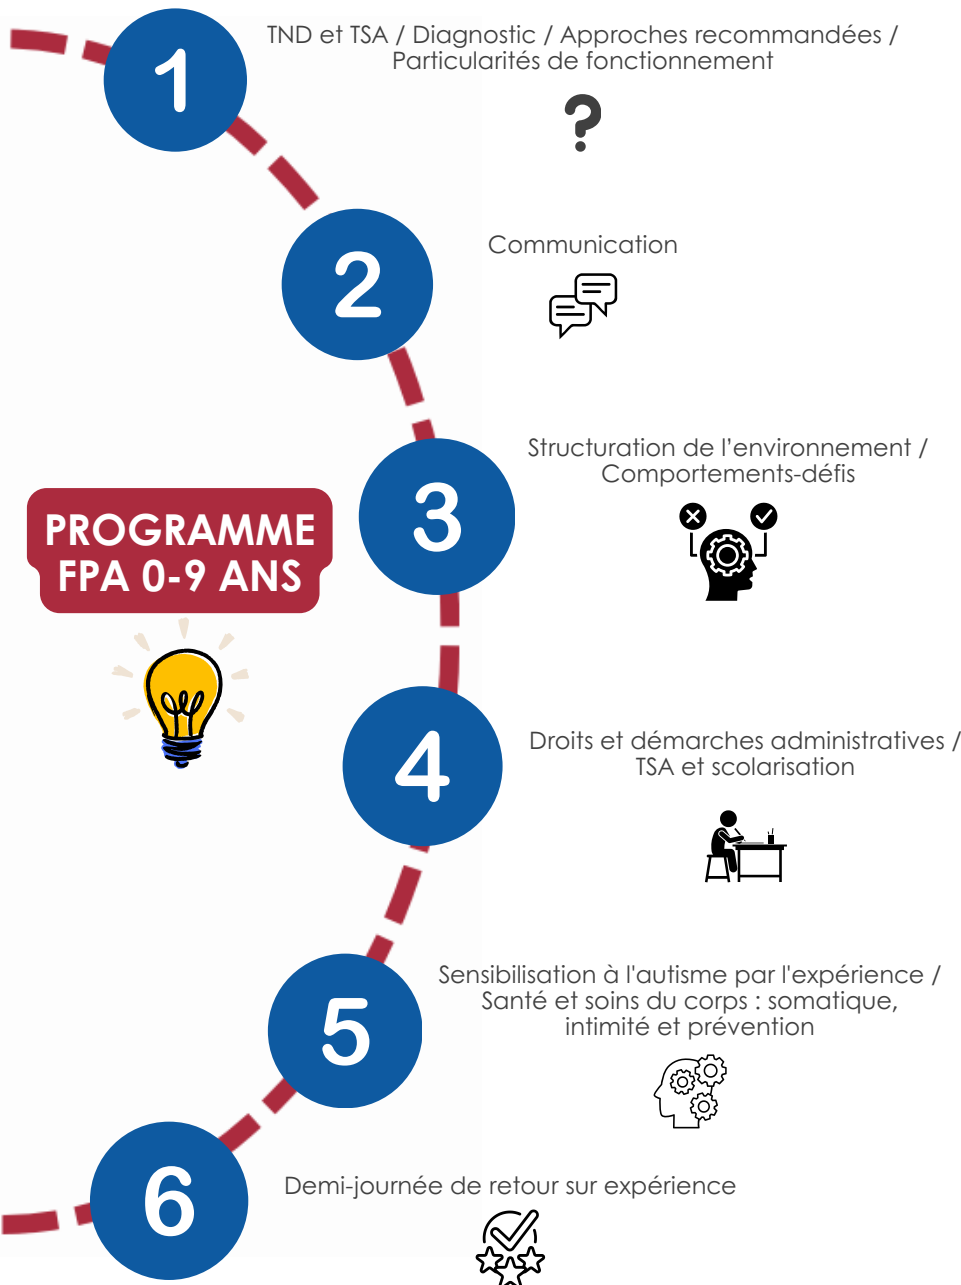 1
TND et TSA / Diagnostic / Approches recommandées /
Particularités de fonctionnement
?
2
Communication
3
Structuration de l'environnement /
Comportements-défis
PROGRAMME
FPA 0-9 ANS
4
Droits et démarches administratives /
TSA et scolarisation
5
Sensibilisation à l'autisme par l'expérience /
Santé et soins du corps : somatique,
intimité et prévention
6
Demi-journée de retour sur expérience